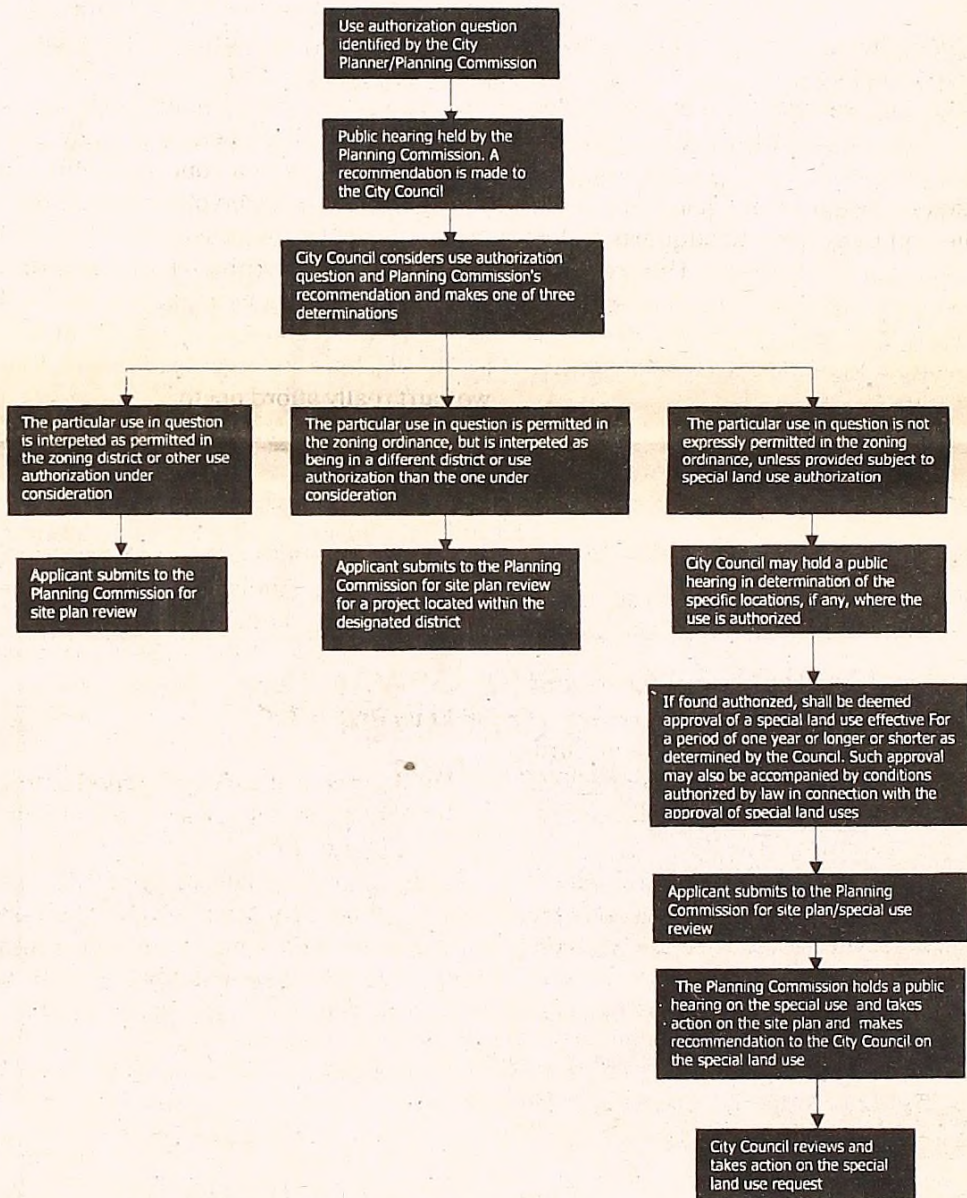 Use authorization question
identified by the City
Planner/Planning Commission
Public hearing held by the
Planning Commission. A
recommendation is made to
the City Council
City Council considers use authorization
question and Planning Commission's
recommendation and makes one of three
determinations
The particular use in question
is interpeted as permitted in
the zoning district or other use
authorization under
consideration
Applicant submits to the
Planning Commission for
site plan review
The particular use in question is permitted in
the zoning ordinance, but is interpeted as
being in a different district or use
authorization than the one under
consideration
Applicant submits to the Planning
Commission for site plan review
for a project located within the
designated district
The particular use in question is not
expressly permitted in the zoning
ordinance, unless provided subject to
special land use authorization
City Council may hold a public
hearing in determination of the
specific locations, if any, where the
use is authorized
If found authorized, shall be deemed
approval of a special land use effective For
a period of one year or longer or shorter as
determined by the Council. Such approval
may also be accompanied by conditions
authorized by law in connection with the
approval of special land uses
Applicant submits to the Planning
Commission for site plan/special use
review
The Planning Commission holds a public
hearing on the special use and takes
action on the site plan and makes
recommendation to the City Council on
the special land use
City Council reviews and
takes action on the special
land use request